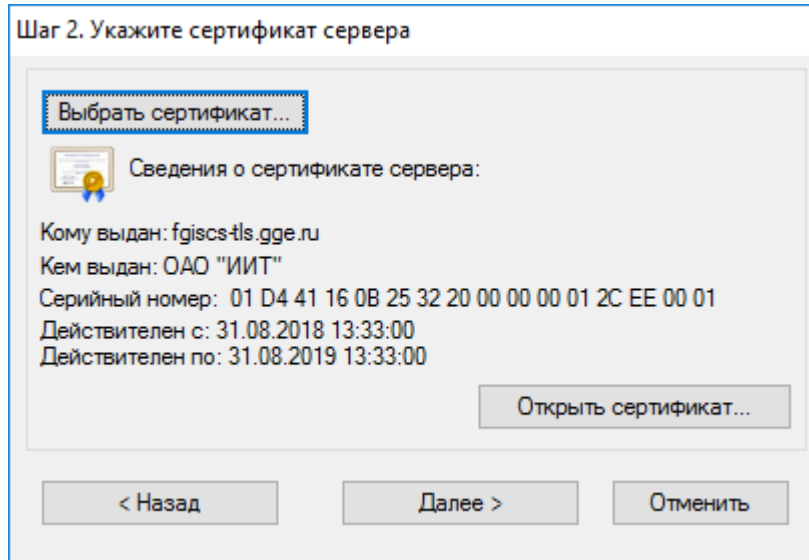 Шаг 2. Укажите сертификат сервера
Выбрать сертификат...
Сведения о сертификате сервера:
Кому выдан: fgiscs-tls.gge.ru
Кем выдан: ОАО "ИИТ"
Серийный номер: 01 D4 41 16 0B 25 32 20 00 00 00 01 2C EE 00 01
Действителен с: 31.08.2018 13:33:00
Действителен по: 31.08.2019 13:33:00
Открыть сертификат...
< Назад Далее > Отменить